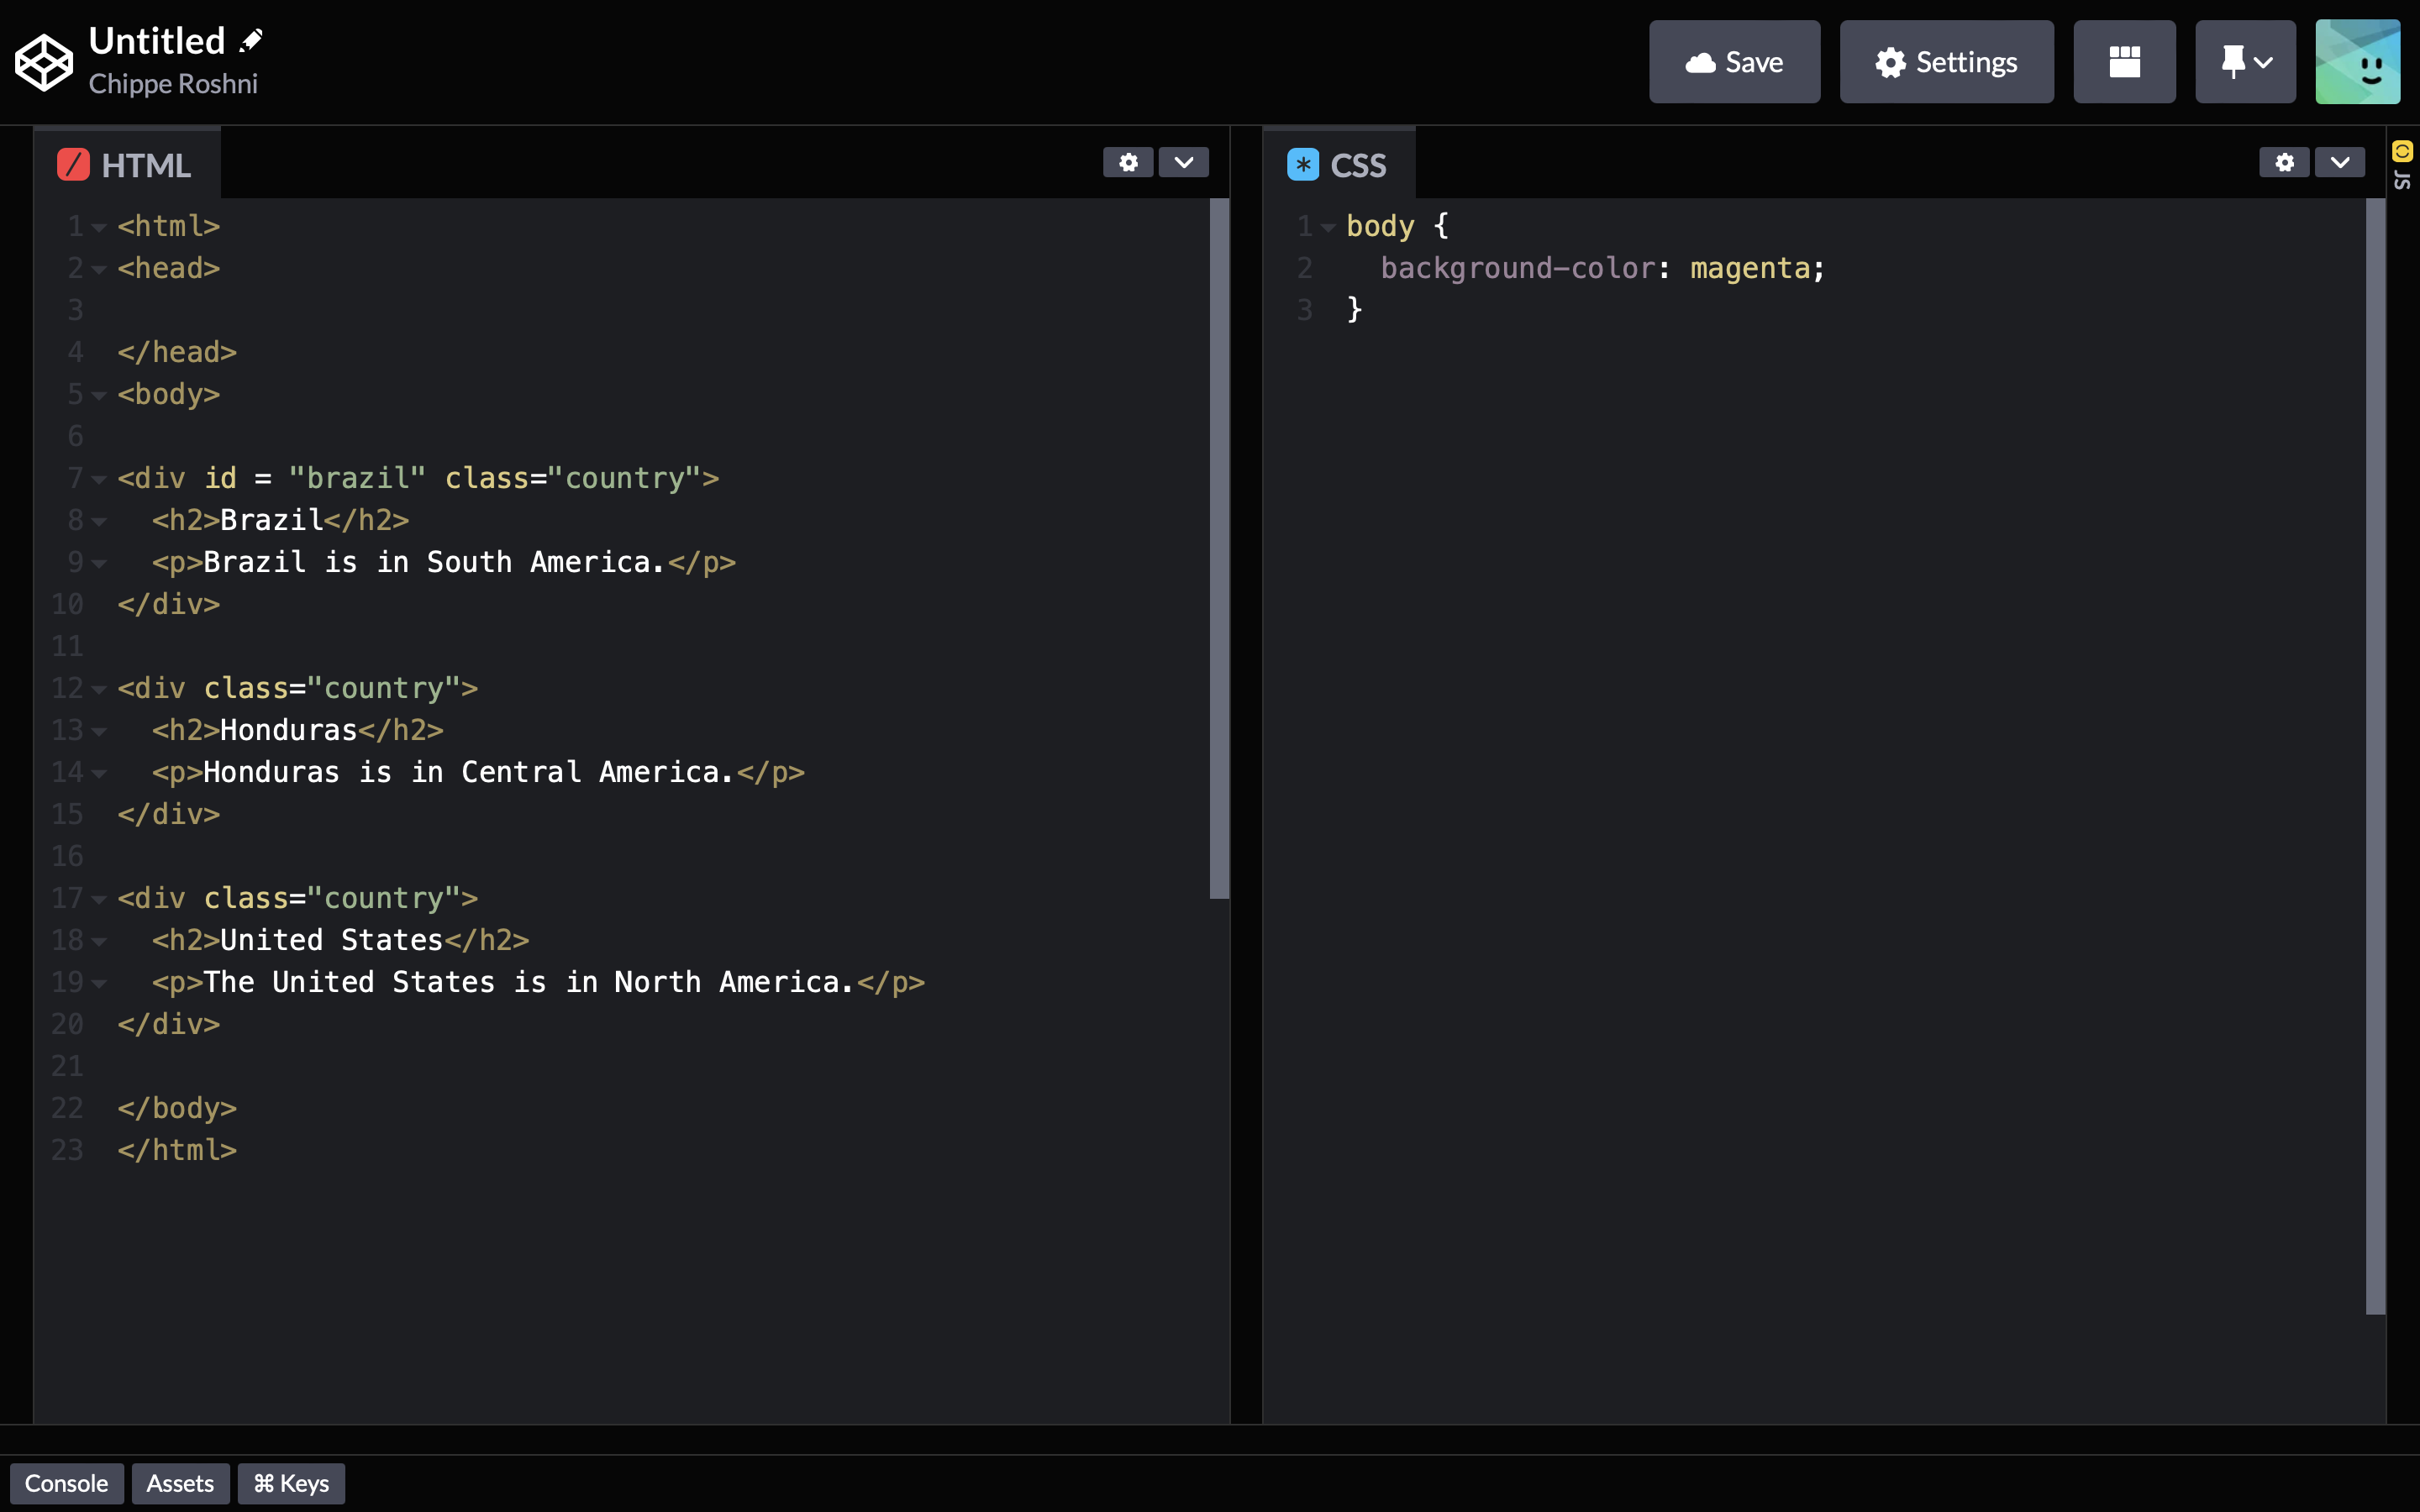 Untitled
Chippe Roshni
Save
Settings
HTML
1 <html>
2 <head>
3
4 </head>
5 <body>
6
7 <div id = "brazil" class="country">
8   <h2>Brazil</h2>
9   <p>Brazil is in South America.</p>
10 </div>
11
12 <div class="country">
13   <h2>Honduras</h2>
14   <p>Honduras is in Central America.</p>
15 </div>
16
17 <div class="country">
18   <h2>United States</h2>
19   <p>The United States is in North America.</p>
20 </div>
21
22 </body>
23 </html>
CSS
1 body {
2   background-color: magenta;
3 }
JS
Console
Assets
⌘ Keys